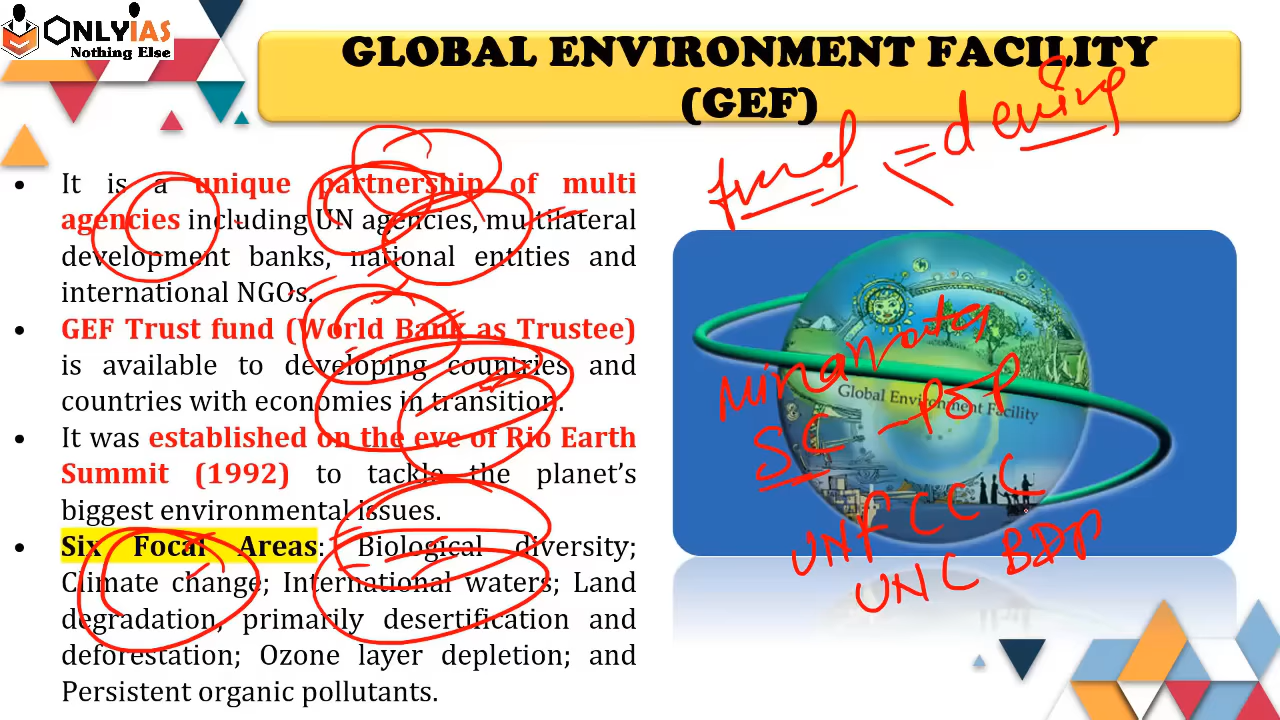 ONLYIAS
Nothing Else
GLOBAL ENVIRONMENT FACILITY
(GEF)
fund = develop
• It is a unique partnership of multi
agencies including UN agencies, multilateral
development banks, national entities and
international NGOs.
• GEF Trust fund (World Bank as Trustee)
is available to developing countries and
countries with economies in transition.
• It was established on the eve of Rio Earth
Summit (1992) to tackle the planet's
biggest environmental issues.
• Six Focal Areas: Biological diversity;
Climate change; International waters; Land
degradation, primarily desertification and
deforestation; Ozone layer depletion; and
Persistent organic pollutants.
Minamata
Global Environment Facility
SC - POP
UNFCCC
UNCBD